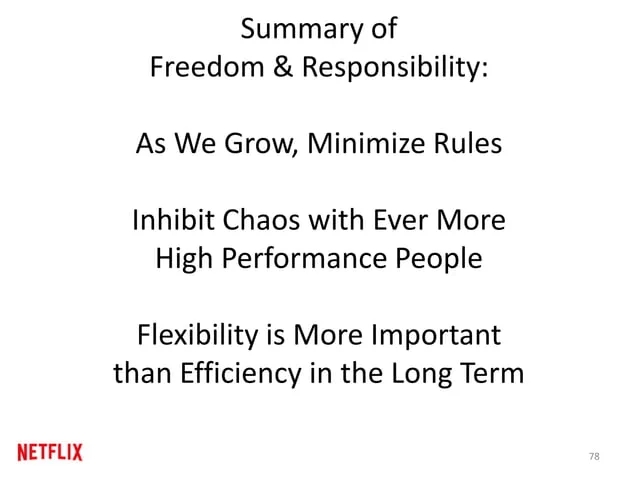 Summary of
Freedom & Responsibility:
As We Grow, Minimize Rules
Inhibit Chaos with Ever More
High Performance People
Flexibility is More Important
than Efficiency in the Long Term
NETFLIX
78